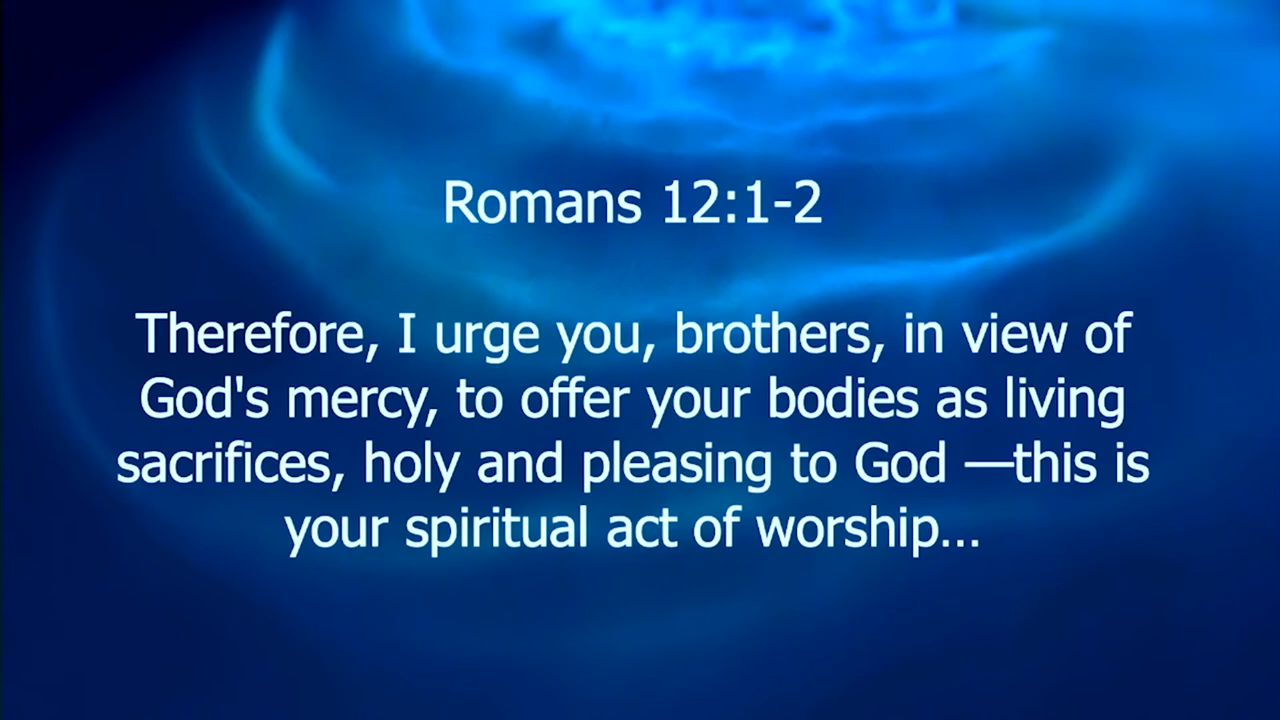 Romans 12:1-2
Therefore, I urge you, brothers, in view of
God's mercy, to offer your bodies as living
sacrifices, holy and pleasing to God —this is
your spiritual act of worship...